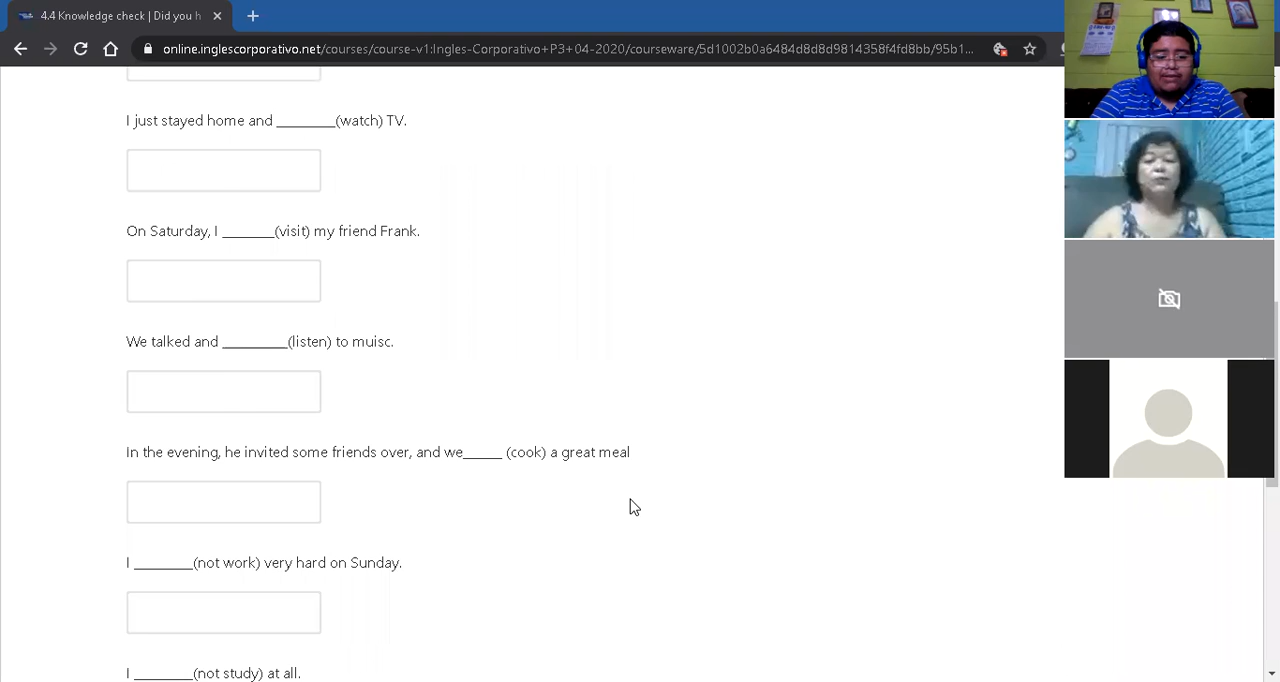 4.4 Knowledge check | Did you h
online.inglescorporativo.net/courses/course-v1:Ingles-Corporativo+P3+04-2020/courseware/5d1002b0a6484d8d8d9814358f4fd8bb/95b1...
I just stayed home and ________(watch) TV.
On Saturday, I _______(visit) my friend Frank.
We talked and _________(listen) to muisc.
In the evening, he invited some friends over, and we_____ (cook) a great meal
I ________(not work) very hard on Sunday.
I ________(not study) at all.